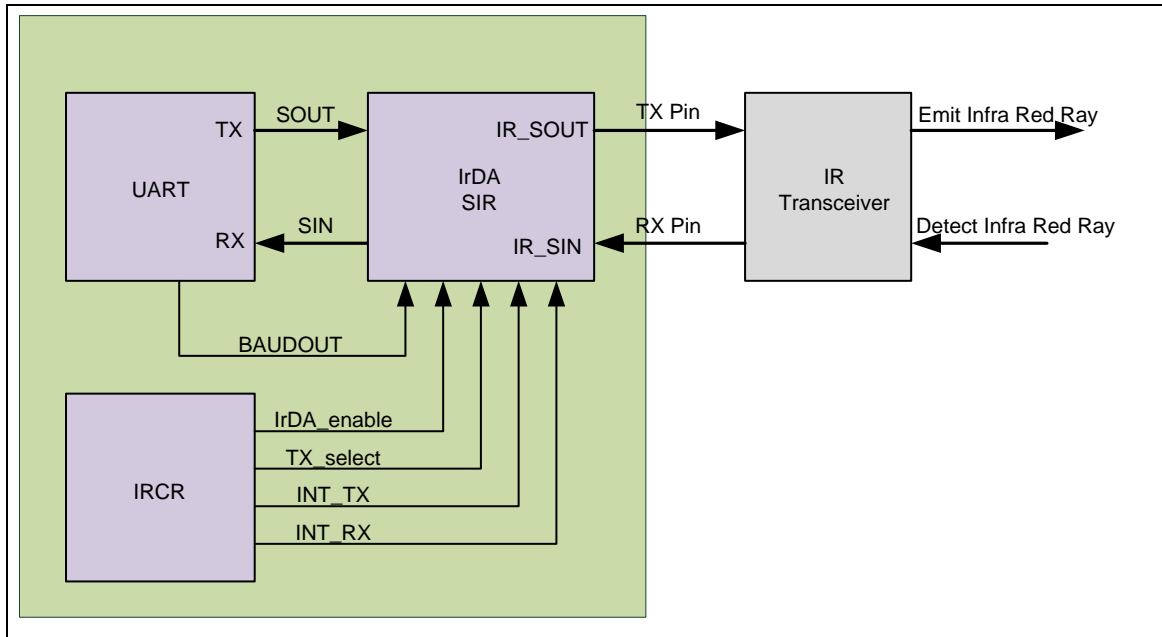 SOUT
TX Pin
Emit Infra Red Ray
TX
IR_SOUT
UART
IrDA
SIR
IR
Transceiver
SIN
RX Pin
Detect Infra Red Ray
RX
IR_SIN
BAUDOUT
IrDA_enable
TX_select
IRCR
INT_TX
INT_RX